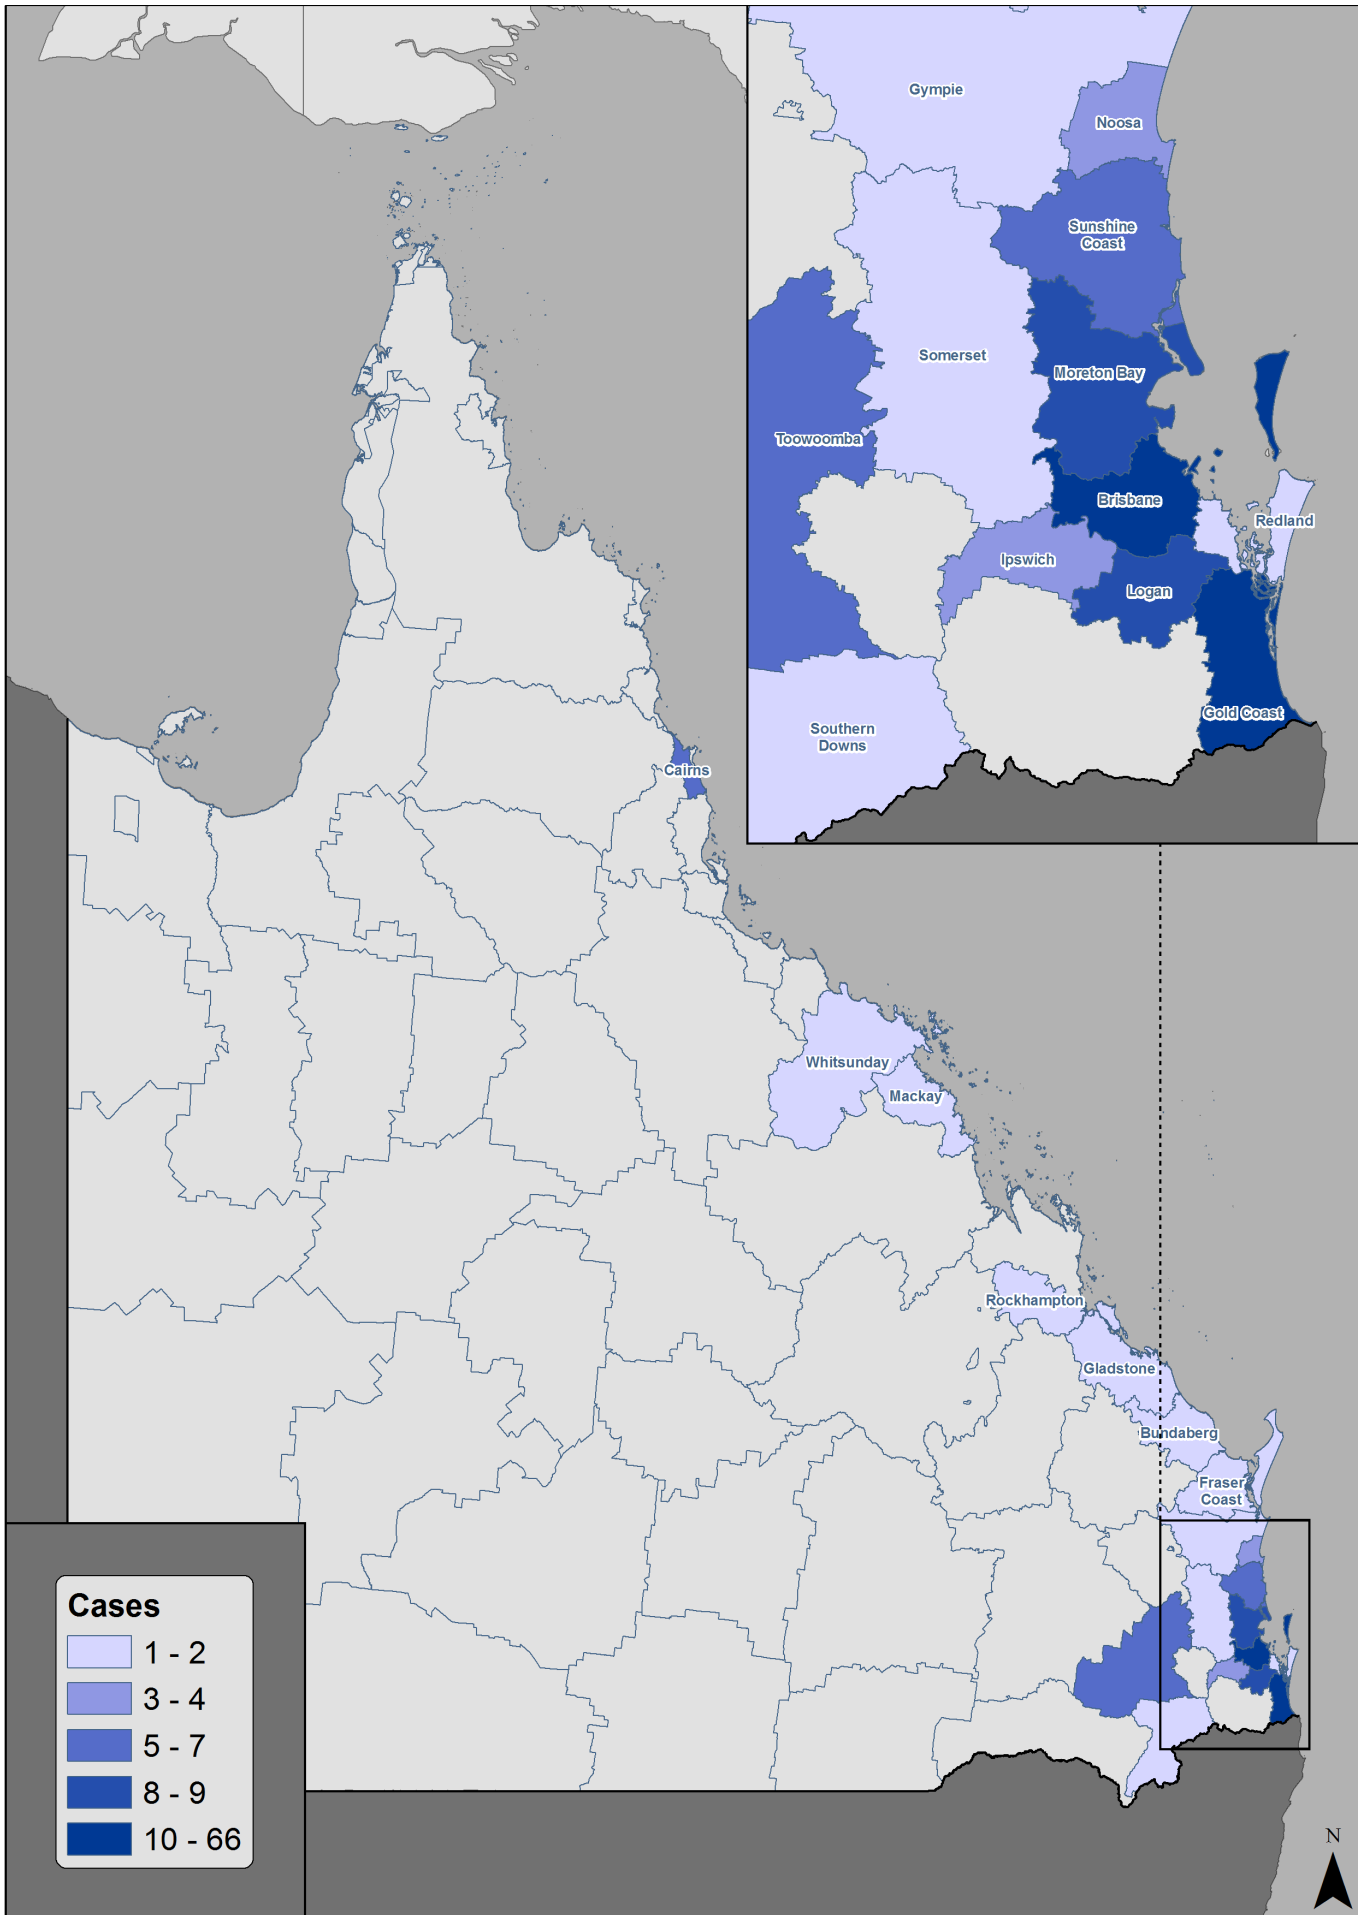 Gympie
Noosa
Sunshine
Coast
Somerset
Moreton Bay
Toowoomba
Brisbane
Redland
Ipswich
Logan
Gold Coast
Southern
Downs
Cairns
Whitsunday
Mackay
Rockhampton
Gladstone
Bundaberg
Fraser
Coast
Cases
1 - 2
3 - 4
5 - 7
8 - 9
10 - 66
N